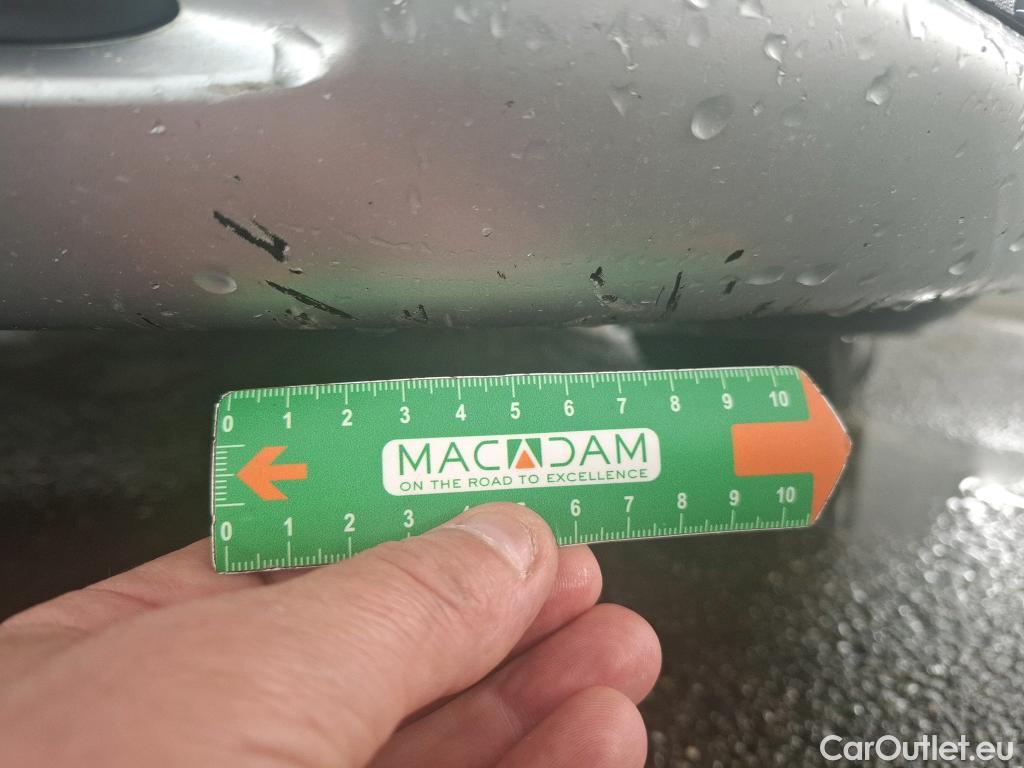 0 1 2 3 4 5 6 7 8 9 10
MACADAM
ON THE ROAD TO EXCELLENCE
0 1 2 3 6 7 8 9 10
CarOutlet.eu